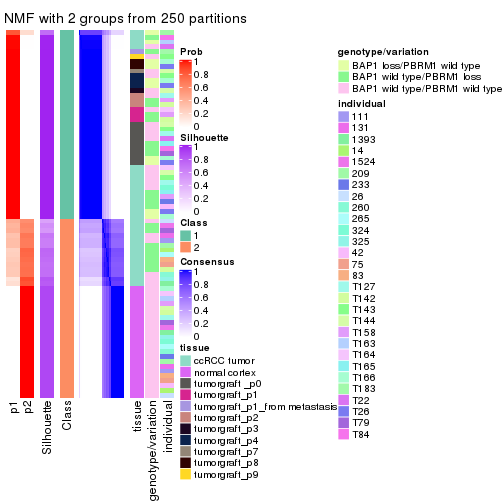 NMF with 2 groups from 250 partitions
Prob
1
0.8
0.6
0.4
0.2
0
Silhouette
1
0.8
0.6
0.4
0.2
0
Class
1
2
Consensus
1
0.8
0.6
0.4
0.2
0
tissue
ccRCC tumor
normal cortex
tumorgraft_p0
tumorgraft_p1
tumorgraft_p1_from metastasis
tumorgraft_p2
tumorgraft_p3
tumorgraft_p4
tumorgraft_p7
tumorgraft_p8
tumorgraft_p9
genotype/variation
BAP1 loss/PBRM1 wild type
BAP1 wild type/PBRM1 loss
BAP1 wild type/PBRM1 wild type
individual
111
131
1393
14
1524
209
233
26
260
265
324
325
42
75
83
T127
T142
T143
T144
T158
T163
T164
T165
T166
T183
T22
T26
T79
T84
p1
p2
Silhouette
Class
tissue
genotype/variation
individual